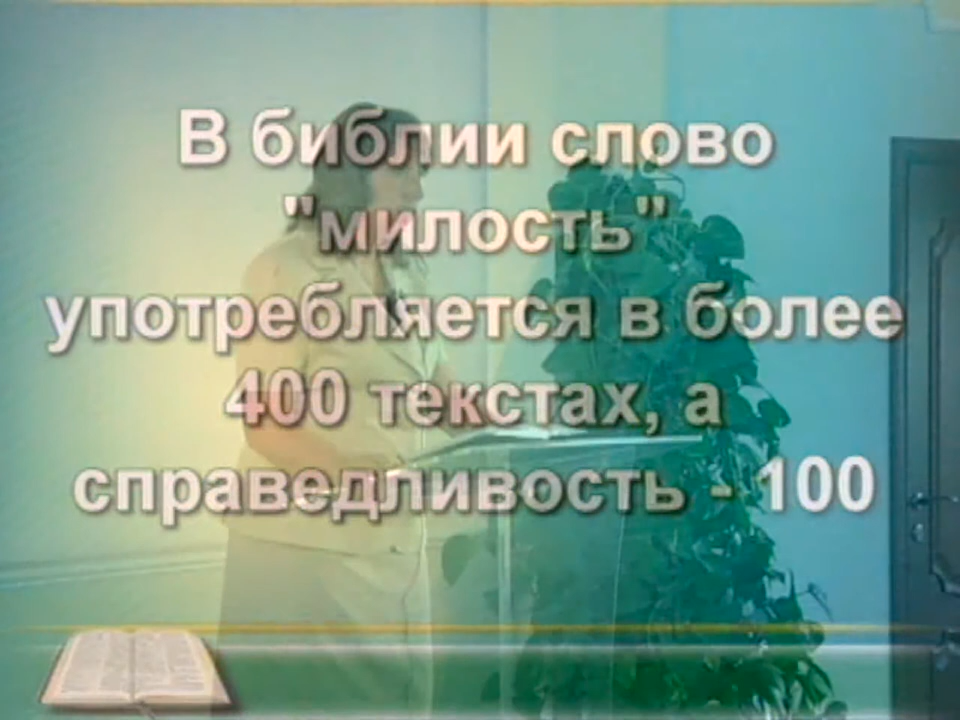 В библии слово
"милость"
употребляется в более
400 текстах, а
справедливость - 100